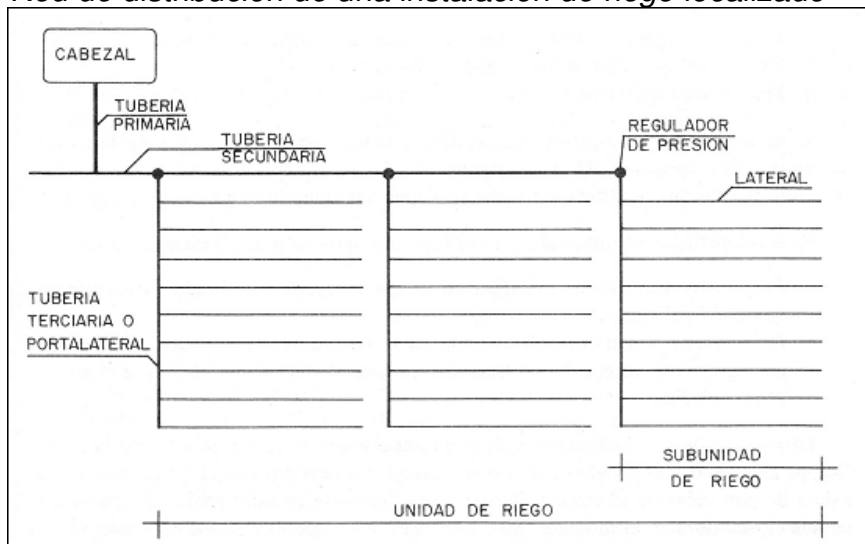 Red de distribución de una instalación de riego localizado
CABEZAL
TUBERIA
PRIMARIA
TUBERIA
SECUNDARIA
REGULADOR
DE PRESION
LATERAL
TUBERIA
TERCIARIA O
PORTALATERAL
SUBUNIDAD
DE RIEGO
UNIDAD DE RIEGO